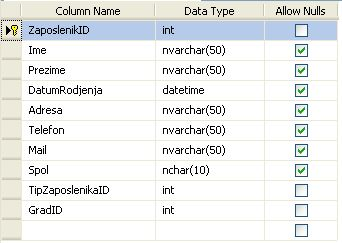 Column Name Data Type Allow Nulls
ZaposlenikID int
Ime nvarchar(50)
Prezime nvarchar(50)
DatumRodjenja datetime
Adresa nvarchar(50)
Telefon nvarchar(50)
Mail nvarchar(50)
Spol nchar(10)
TipZaposlenikaID int
GradID int